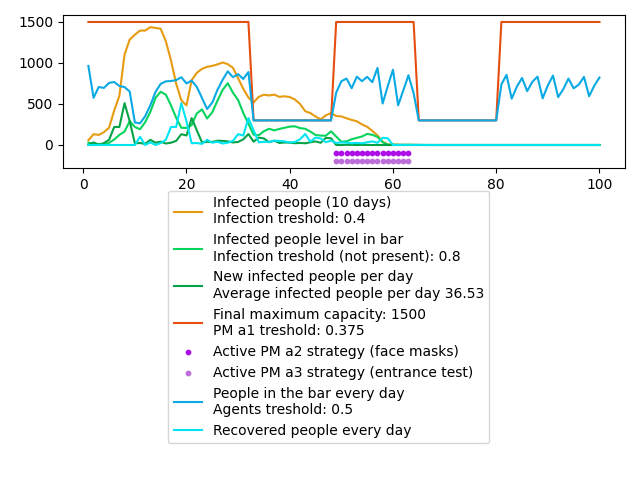 1500
1000
500
0
0
20
40
60
80
100
Infected people (10 days)
Infection treshold: 0.4
Infected people level in bar
Infection treshold (not present): 0.8
New infected people per day
Average infected people per day 36.53
Final maximum capacity: 1500
PM a1 treshold: 0.375
Active PM a2 strategy (face masks)
Active PM a3 strategy (entrance test)
People in the bar every day
Agents treshold: 0.5
Recovered people every day